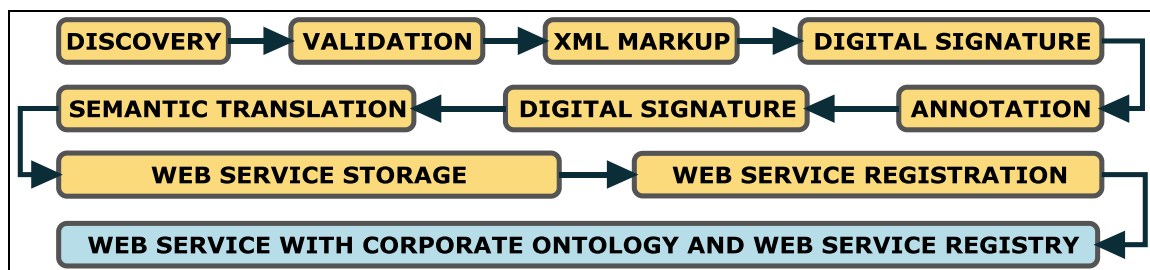 DISCOVERY
VALIDATION
XML MARKUP
DIGITAL SIGNATURE
ANNOTATION
DIGITAL SIGNATURE
SEMANTIC TRANSLATION
WEB SERVICE STORAGE
WEB SERVICE REGISTRATION
WEB SERVICE WITH CORPORATE ONTOLOGY AND WEB SERVICE REGISTRY